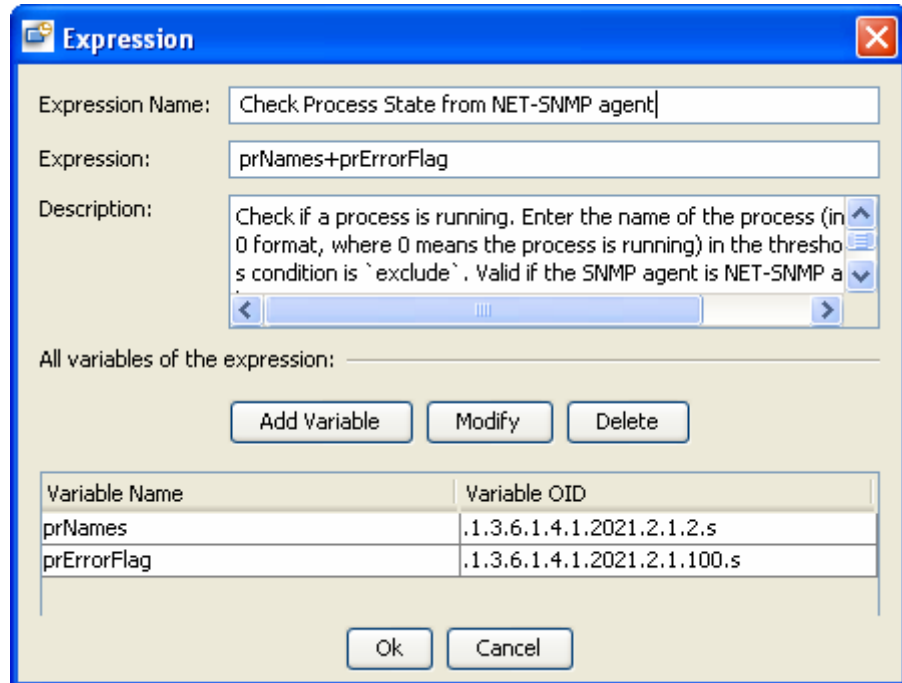 Expression
Expression Name: Check Process State from NET-SNMP agent
Expression: prNames+prErrorFlag
Description: Check if a process is running. Enter the name of the process (in
0 format, where 0 means the process is running) in the thresho
s condition is `exclude`. Valid if the SNMP agent is NET-SNMP a
All variables of the expression:
Add Variable Modify Delete
Variable Name Variable OID
prNames .1.3.6.1.4.1.2021.2.1.2.s
prErrorFlag .1.3.6.1.4.1.2021.2.1.100.s
Ok Cancel